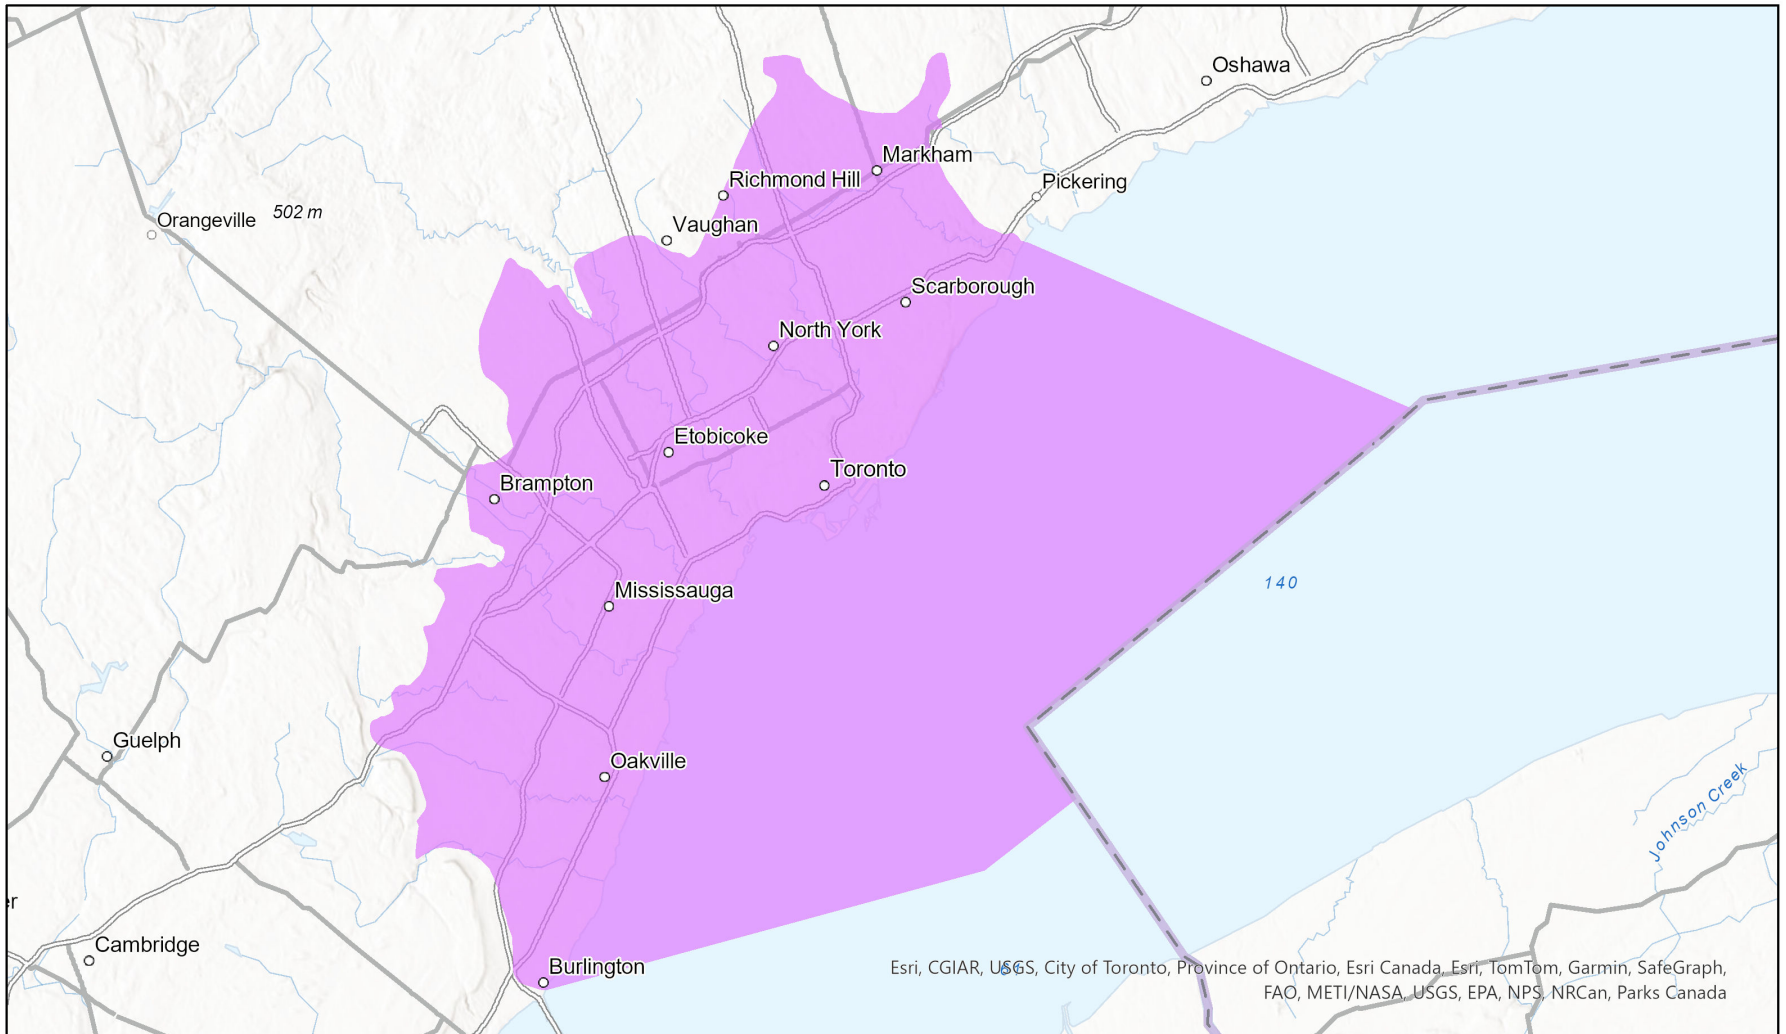 Oshawa
Markham
Richmond Hill
Pickering
Orangeville
502 m
Vaughan
Scarborough
North York
Etobicoke
Toronto
Brampton
140
Mississauga
Guelph
Oakville
Johnson Creek
er
Cambridge
Burlington
Esri, CGIAR, USGS, City of Toronto, Province of Ontario, Esri Canada, Esri, TomTom, Garmin, SafeGraph,
FAO, METI/NASA, USGS, EPA, NPS, NRCan, Parks Canada